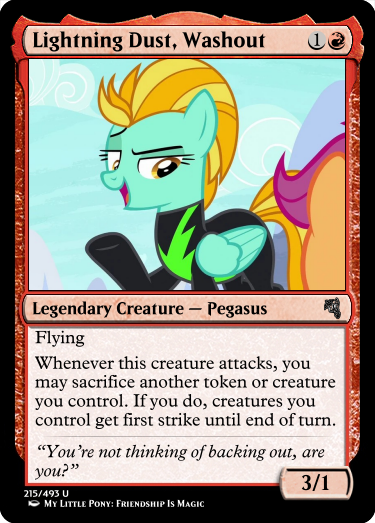 Lightning Dust, Washout 1
Legendary Creature — Pegasus
Flying
Whenever this creature attacks, you
may sacrifice another token or creature
you control. If you do, creatures you
control get first strike until end of turn.
“You’re not thinking of backing out, are
you?”
3/1
215/493 U
My Little Pony: Friendship Is Magic